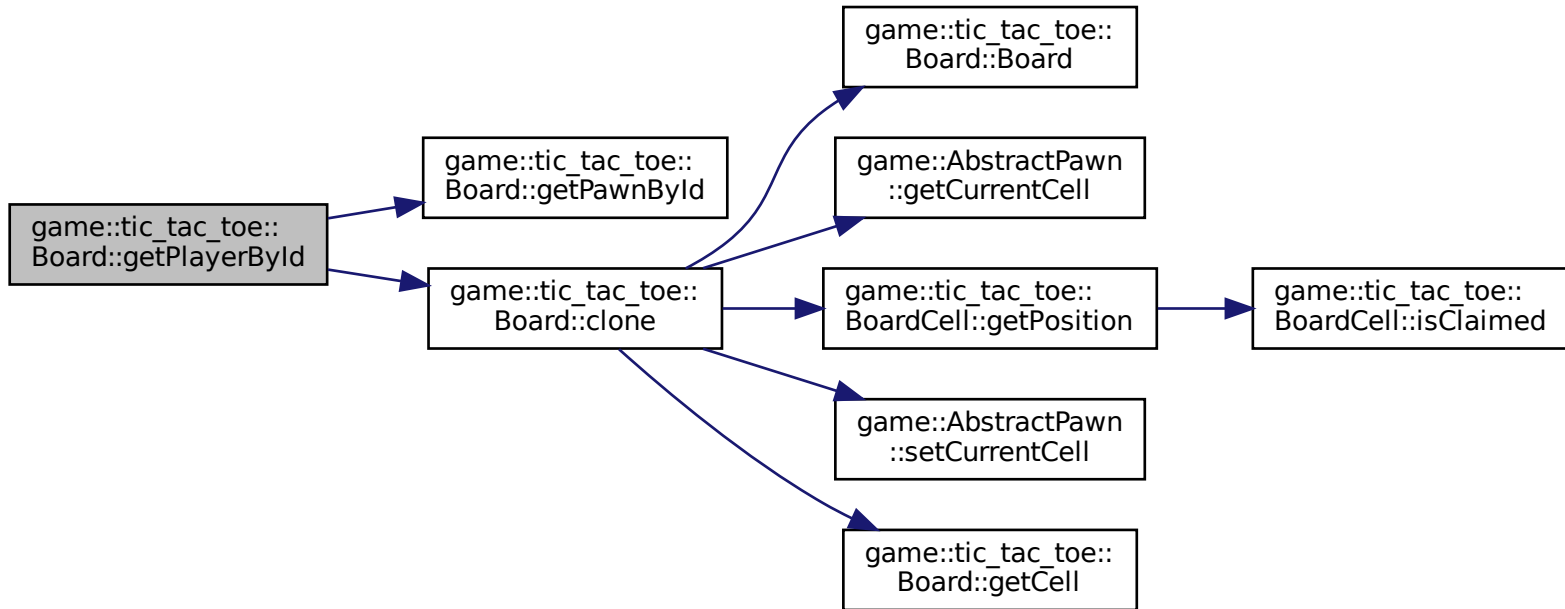 game::tic_tac_toe::
Board::getPlayerById
game::tic_tac_toe::
Board::getPawnById
game::tic_tac_toe::
Board::clone
game::tic_tac_toe::
Board::Board
game::AbstractPawn
::getCurrentCell
game::tic_tac_toe::
BoardCell::getPosition
game::AbstractPawn
::setCurrentCell
game::tic_tac_toe::
Board::getCell
game::tic_tac_toe::
BoardCell::isClaimed